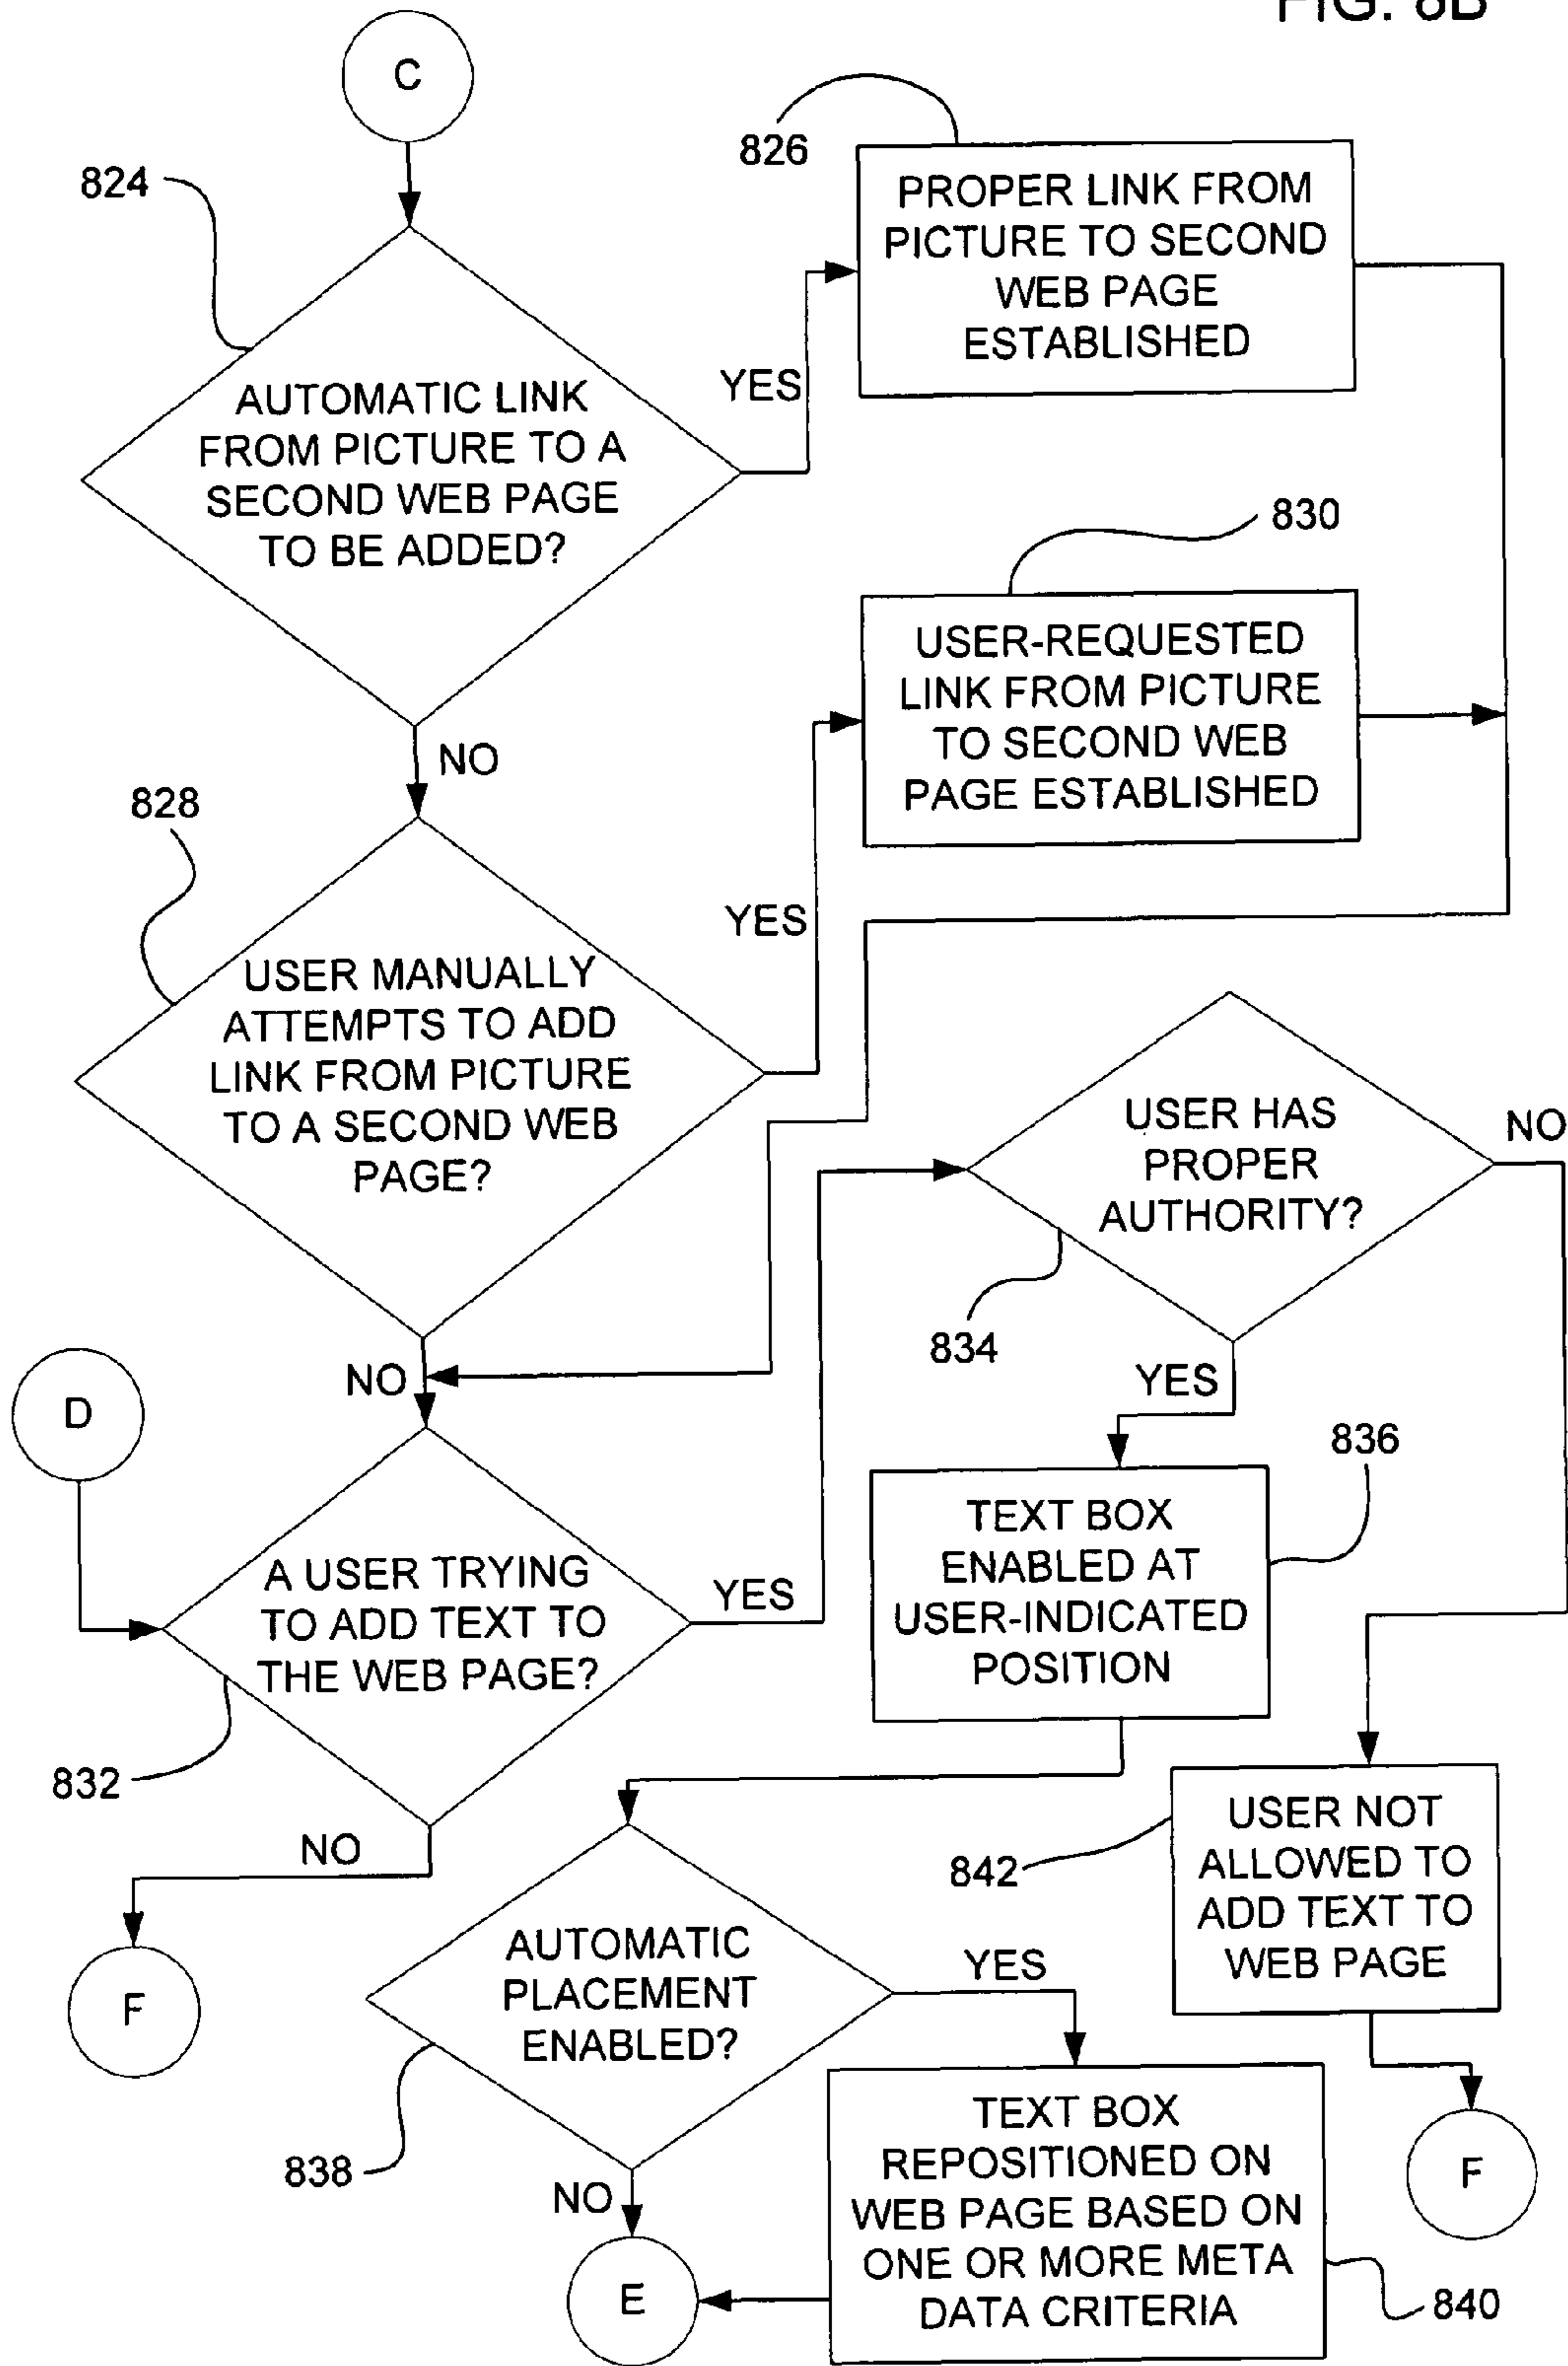 FIG. 8B
C
824
826
PROPER LINK FROM
PICTURE TO SECOND
WEB PAGE
ESTABLISHED
AUTOMATIC LINK
FROM PICTURE TO A
SECOND WEB PAGE
TO BE ADDED?
YES
830
USER-REQUESTED
LINK FROM PICTURE
TO SECOND WEB
PAGE ESTABLISHED
NO
828
USER MANUALLY
ATTEMPTS TO ADD
LINK FROM PICTURE
TO A SECOND WEB
PAGE?
YES
USER HAS
PROPER
AUTHORITY?
NO
834
YES
NO
D
836
TEXT BOX
ENABLED AT
USER-INDICATED
POSITION
A USER TRYING
TO ADD TEXT TO
THE WEB PAGE?
YES
832
NO
F
842
USER NOT
ALLOWED TO
ADD TEXT TO
WEB PAGE
AUTOMATIC
PLACEMENT
ENABLED?
YES
838
NO
E
TEXT BOX
REPOSITIONED ON
WEB PAGE BASED ON
ONE OR MORE META
DATA CRITERIA
840
F